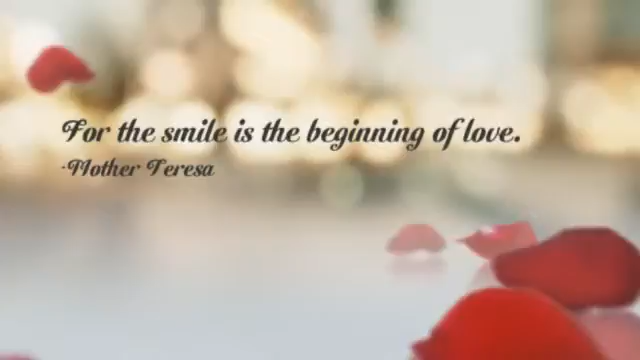 For the smile is the beginning of love.
-Mother Teresa